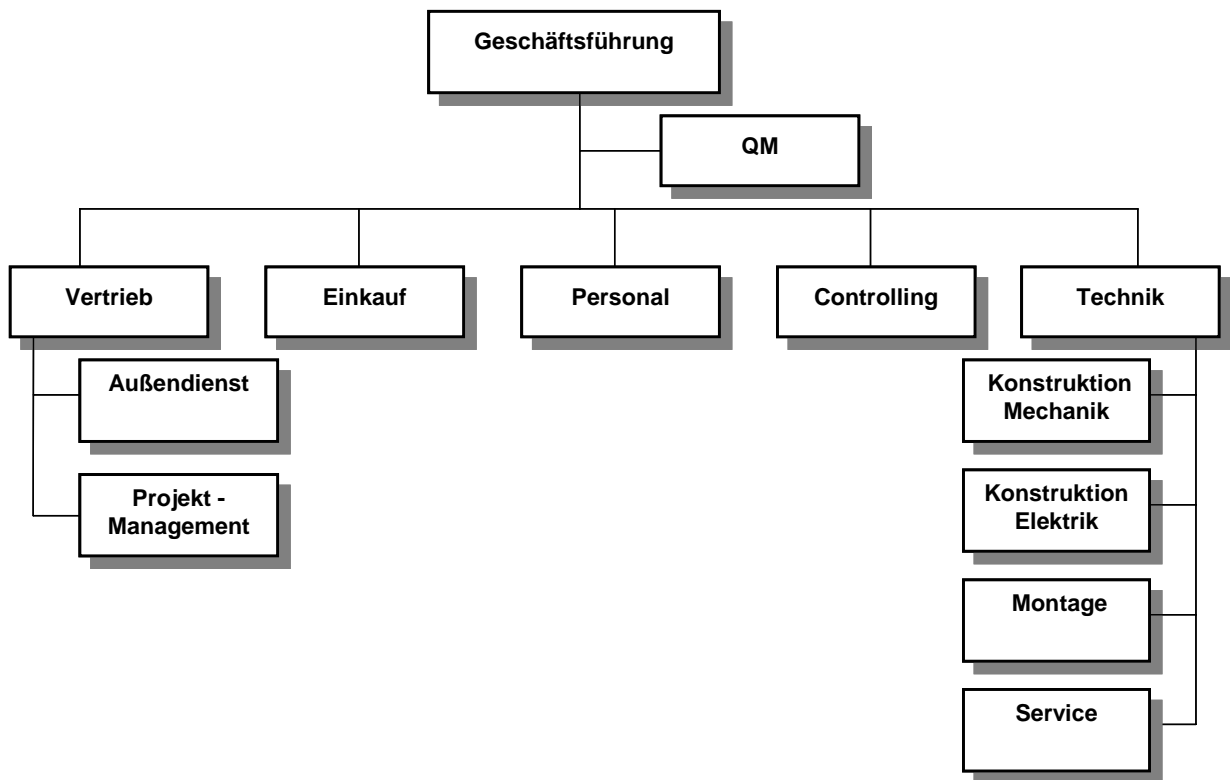 Geschäftsführung
QM
Vertrieb
Einkauf
Personal
Controlling
Technik
Außendienst
Projekt -
Management
Konstruktion
Mechanik
Konstruktion
Elektrik
Montage
Service